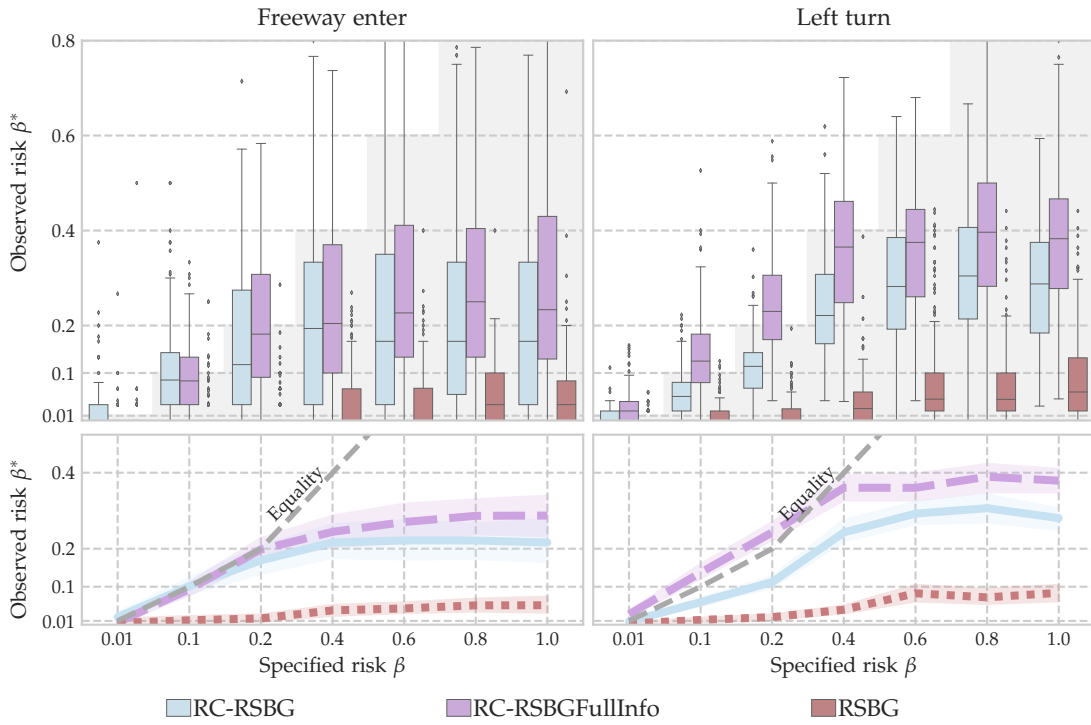 Freeway enter
Left turn
Observed risk β*
0.8
0.6
0.4
0.2
0.1
0.01
Observed risk β*
0.4
0.2
0.1
0.01
Equality
Equality
0.01 0.1 0.2 0.4 0.6 0.8 1.0
0.01 0.1 0.2 0.4 0.6 0.8 1.0
Specified risk β
Specified risk β
RC-RSBG RC-RSBGFullInfo RSBG